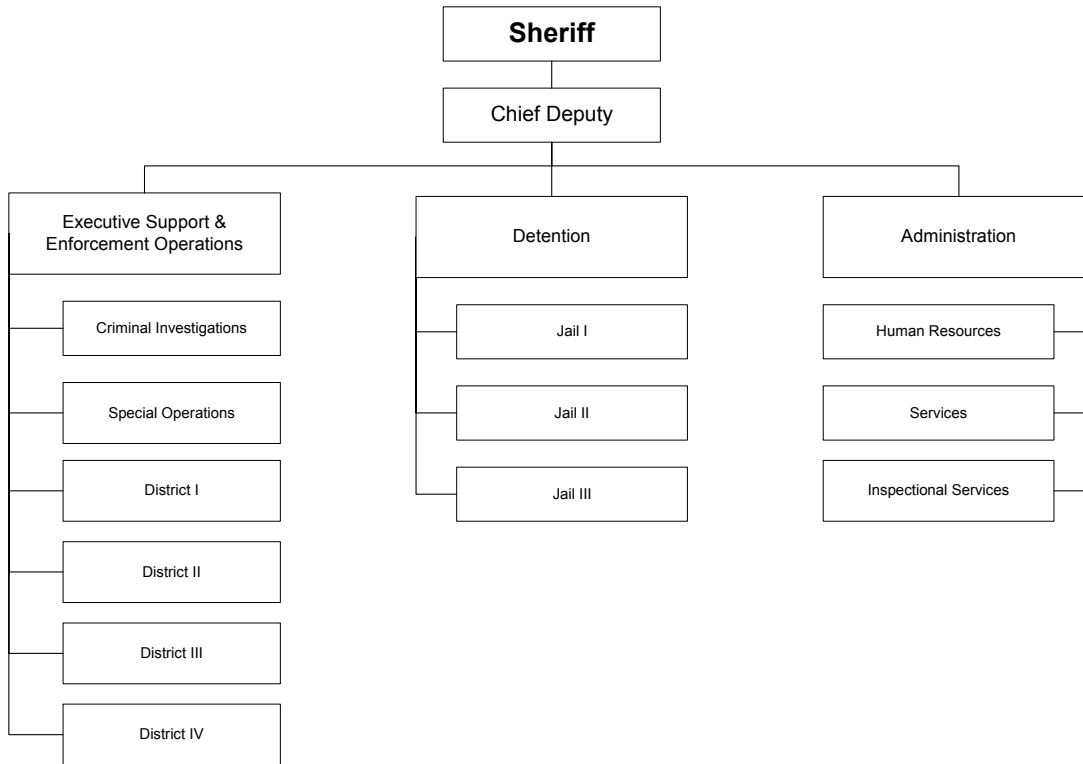 Sheriff
Chief Deputy
Executive Support &
Enforcement Operations
Criminal Investigations
Special Operations
District I
District II
District III
District IV
Detention
Jail I
Jail II
Jail III
Administration
Human Resources
Services
Inspectional Services